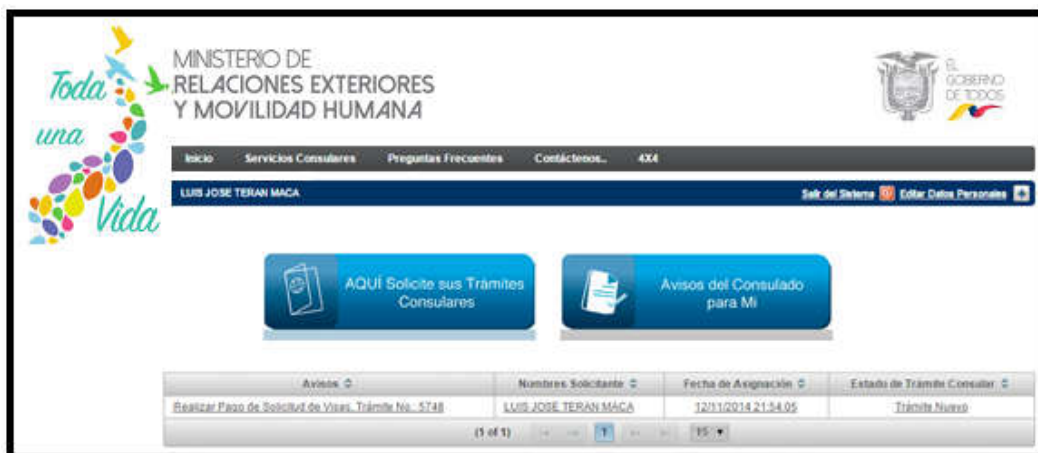 Toda
una
Vida
MINISTERIO DE
RELACIONES EXTERIORES
Y MOVILIDAD HUMANA
EL
GOBIERNO
DE TODOS
Inicio Servicios Consulares Preguntas Frecuentes Contáctenos.. 4X4
LUIS JOSE TERAN MACA Salir del Sistema Editar Datos Personales
AQUÍ Solicite sus Trámites
Consulares
Avisos del Consulado
para Mi
Avisos Nombres Solicitante Fecha de Asignación Estado de Trámite Consular
Realizar Pago de Solicitud de Visas, Trámite No.: 5748 LUIS JOSE TERAN MACA 12/11/2014 21:54:05 Trámite Nuevo
(1 of 1) 1 15